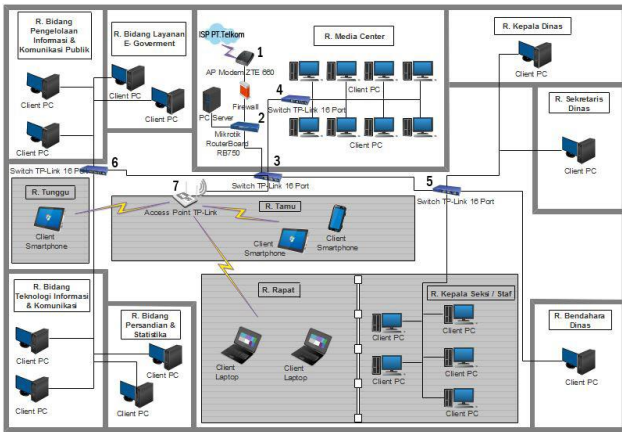 R. Bidang
Pengelolaan
Informasi &
Komunikasi Publik
Client PC
Client PC
R. Bidang Layanan
E- Goverment
Client PC
Client PC
ISP PT.Telkom
1
AP Modem ZTE 660
Firewall
PC Server
2
Mikrotik
RouterBoard
RB750
R. Media Center
Client PC
4
Switch TP-Link 16 Port
Client PC
R. Kepala Dinas
Client PC
R. Sekretaris
Dinas
Client PC
6
Switch TP-Link 16 Port
3
Switch TP-Link 16 Port
5
Switch TP-Link 16 Port
R. Tunggu
Client
Smartphone
7
Access Point TP-Link
R. Tamu
Client
Smartphone
Client
Smartphone
R. Bidang
Teknologi Informasi
& Komunikasi
Client PC
Client PC
R. Bidang
Persandian &
Statistika
Client PC
Client PC
R. Rapat
Client
Laptop
Client
Laptop
R. Kepala Seksi / Staf
Client PC
Client PC
Client PC
Client PC
Client PC
R. Bendahara
Dinas
Client PC